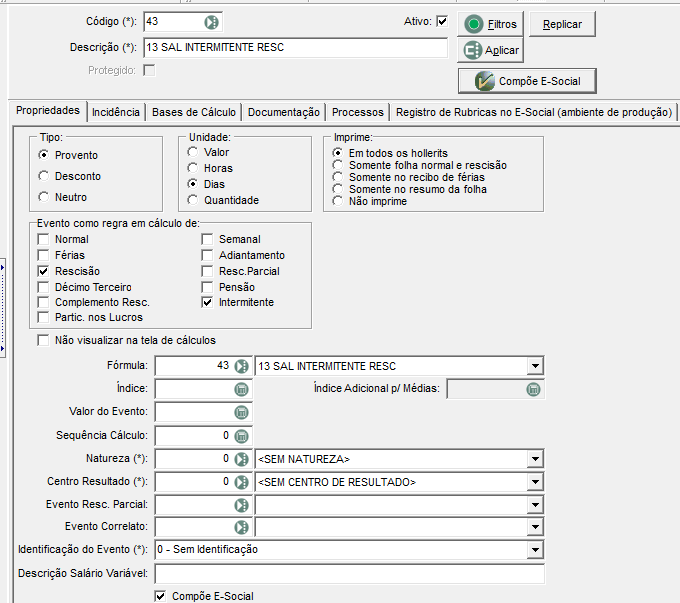 Código (*): 43 Ativo: Filtros Replicar
Descrição (*): 13 SAL INTERMITENTE RESC Aplicar
Protegido: Compõe E-Social
Propriedades Incidência Bases de Cálculo Documentação Processos Registro de Rubricas no E-Social (ambiente de produção)
Tipo: Unidade: Imprime:
Provento Valor Em todos os hollerits
Desconto Horas Somente folha normal e rescisão
Neutro Dias Somente no recibo de férias
Quantidade Somente no resumo da folha
Não imprime
Evento como regra em cálculo de:
Normal Semanal
Férias Adiantamento
Rescisão Resc.Parcial
Décimo Terceiro Pensão
Complemento Resc. Intermitente
Partic. nos Lucros
Não visualizar na tela de cálculos
Fórmula: 43 13 SAL INTERMITENTE RESC
Índice: Índice Adicional p/ Médias:
Valor do Evento:
Sequência Cálculo: 0
Natureza (*): 0 <SEM NATUREZA>
Centro Resultado (*): 0 <SEM CENTRO DE RESULTADO>
Evento Resc. Parcial:
Evento Correlato:
Identificação do Evento (*): 0 - Sem Identificação
Descrição Salário Variável:
Compõe E-Social